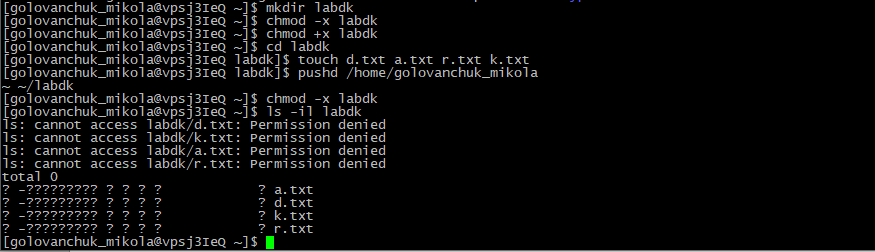 [golovanchuk_mikola@vpsj3IeQ ~]$ mkdir labdk
[golovanchuk_mikola@vpsj3IeQ ~]$ chmod -x labdk
[golovanchuk_mikola@vpsj3IeQ ~]$ chmod +x labdk
[golovanchuk_mikola@vpsj3IeQ ~]$ cd labdk
[golovanchuk_mikola@vpsj3IeQ labdk]$ touch d.txt a.txt r.txt k.txt
[golovanchuk_mikola@vpsj3IeQ labdk]$ pushd /home/golovanchuk_mikola
~ ~/labdk
[golovanchuk_mikola@vpsj3IeQ ~]$ chmod -x labdk
[golovanchuk_mikola@vpsj3IeQ ~]$ ls -il labdk
ls: cannot access labdk/d.txt: Permission denied
ls: cannot access labdk/k.txt: Permission denied
ls: cannot access labdk/a.txt: Permission denied
ls: cannot access labdk/r.txt: Permission denied
total 0
? -????????? ? ? ? ?            ? a.txt
? -????????? ? ? ? ?            ? d.txt
? -????????? ? ? ? ?            ? k.txt
? -????????? ? ? ? ?            ? r.txt
[golovanchuk_mikola@vpsj3IeQ ~]$